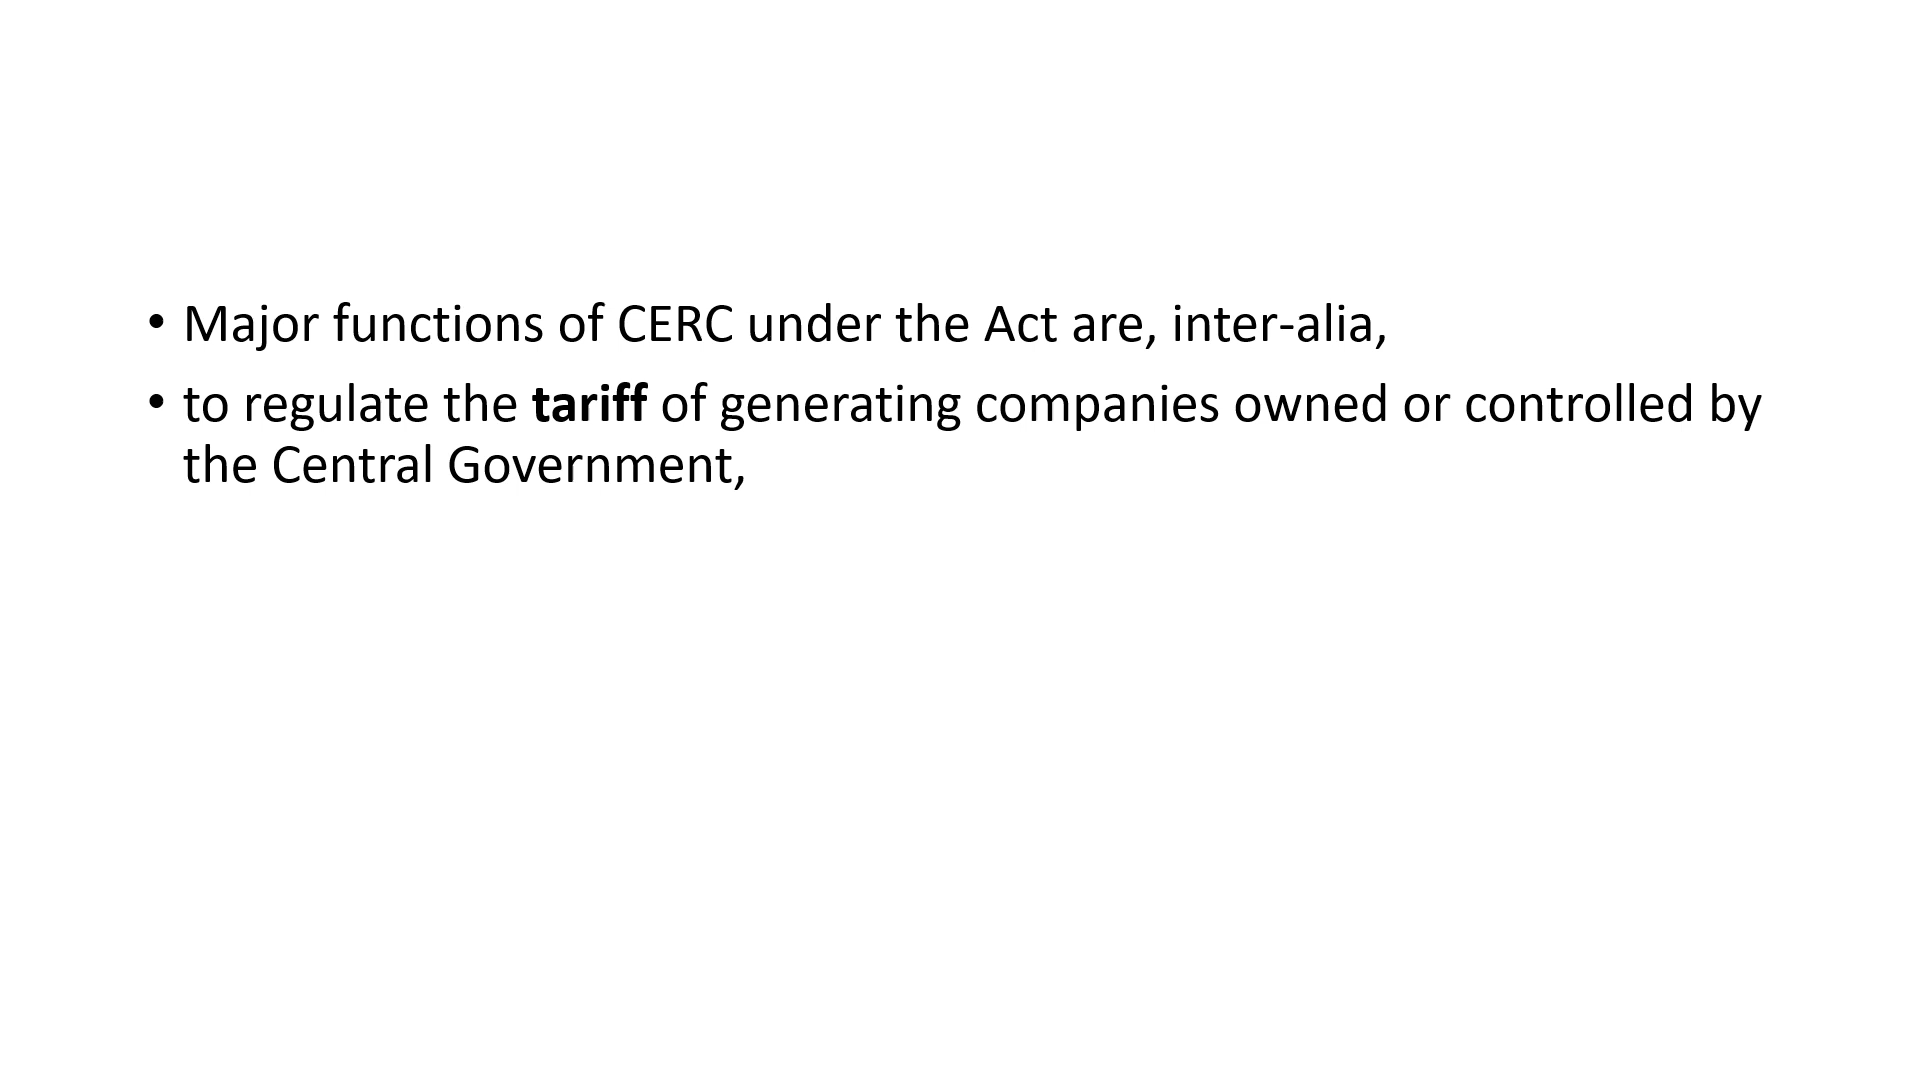 • Major functions of CERC under the Act are, inter-alia,
• to regulate the tariff of generating companies owned or controlled by
the Central Government,